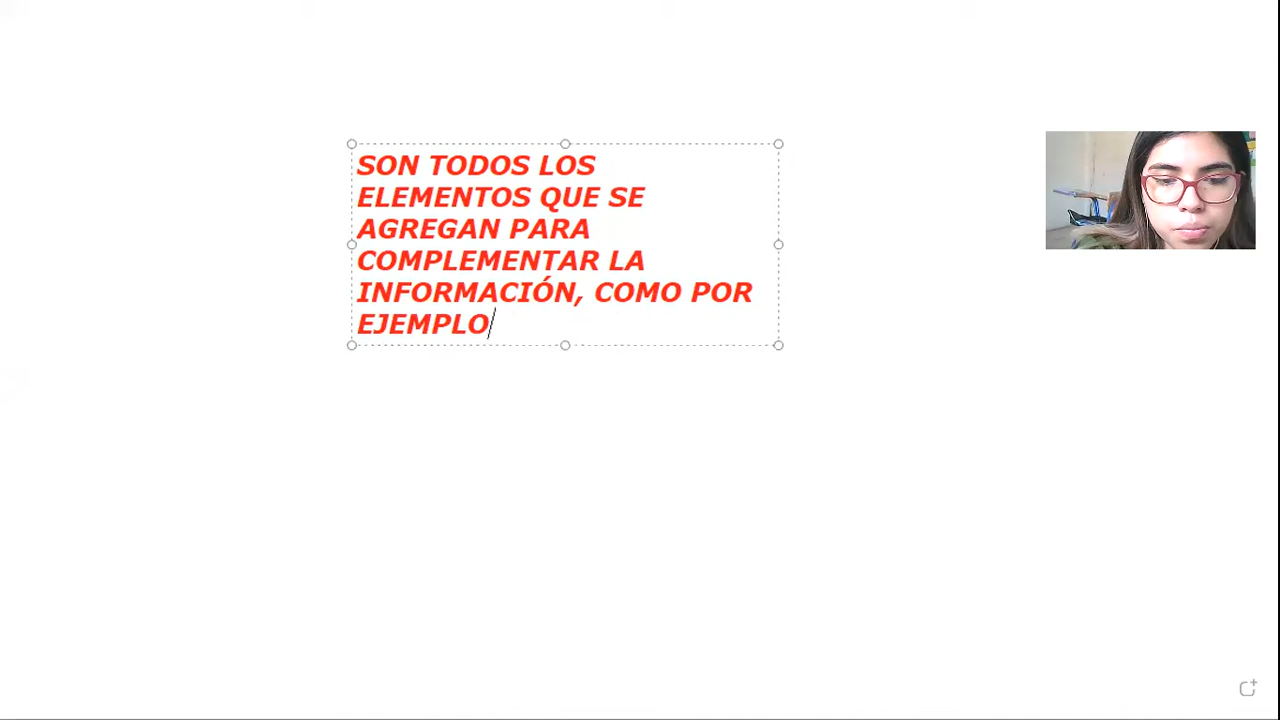 SON TODOS LOS
ELEMENTOS QUE SE
AGREGAN PARA
COMPLEMENTAR LA
INFORMACIÓN, COMO POR
EJEMPLO